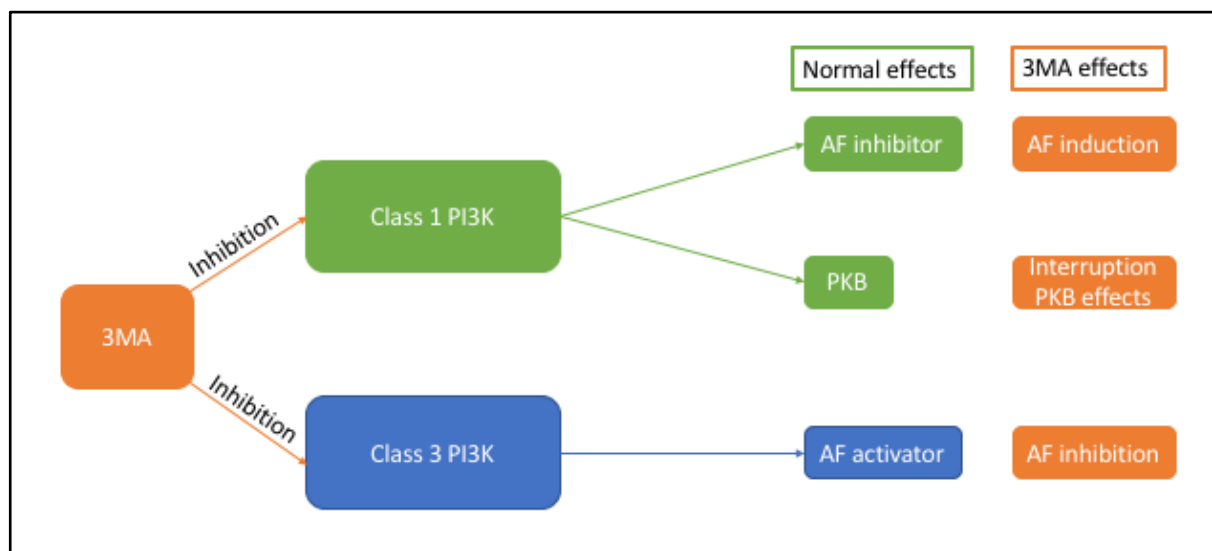 Normal effects
3MA effects
AF inhibitor
AF induction
Class 1 PI3K
Inhibition
PKB
Interruption
PKB effects
3MA
Inhibition
Class 3 PI3K
AF activator
AF inhibition